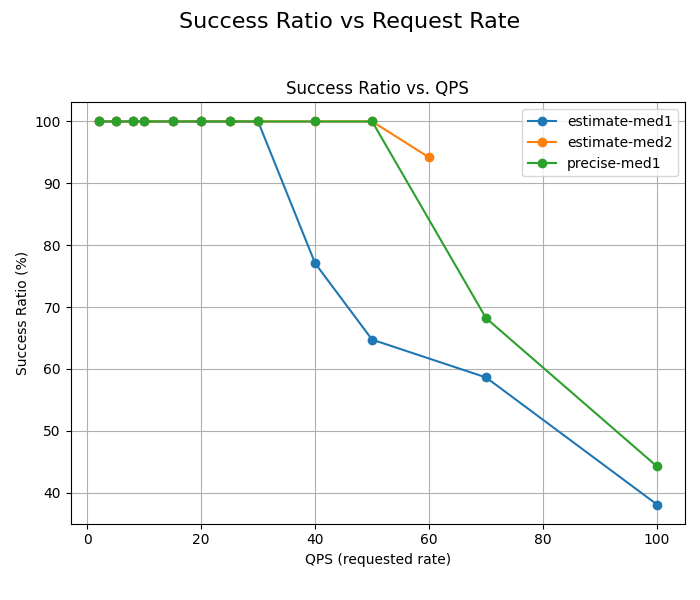 Success Ratio vs Request Rate
Success Ratio vs. QPS
estimate-med1
estimate-med2
precise-med1
Success Ratio (%)
100
90
80
70
60
50
40
0 20 40 60 80 100
QPS (requested rate)